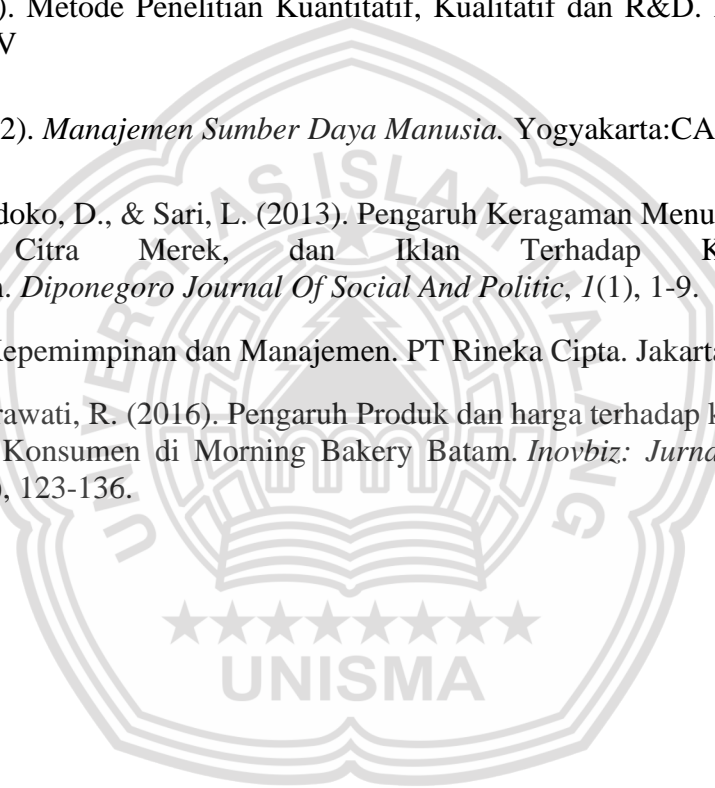 ). Metode Penelitian Kuantitatif, Kualitatif dan R&D.
V
2). Manajemen Sumber Daya Manusia. Yogyakarta:CA
doko, D., & Sari, L. (2013). Pengaruh Keragaman Menu
Citra Merek, dan Iklan Terhadap K
. Diponegoro Journal Of Social And Politic, 1(1), 1-9.
Kepemimpinan dan Manajemen. PT Rineka Cipta. Jakarta
rawati, R. (2016). Pengaruh Produk dan harga terhadap k
Konsumen di Morning Bakery Batam. Inovbiz: Jurna
), 123-136.
UNIVERSITAS ISLAM MALANG
UNISMA